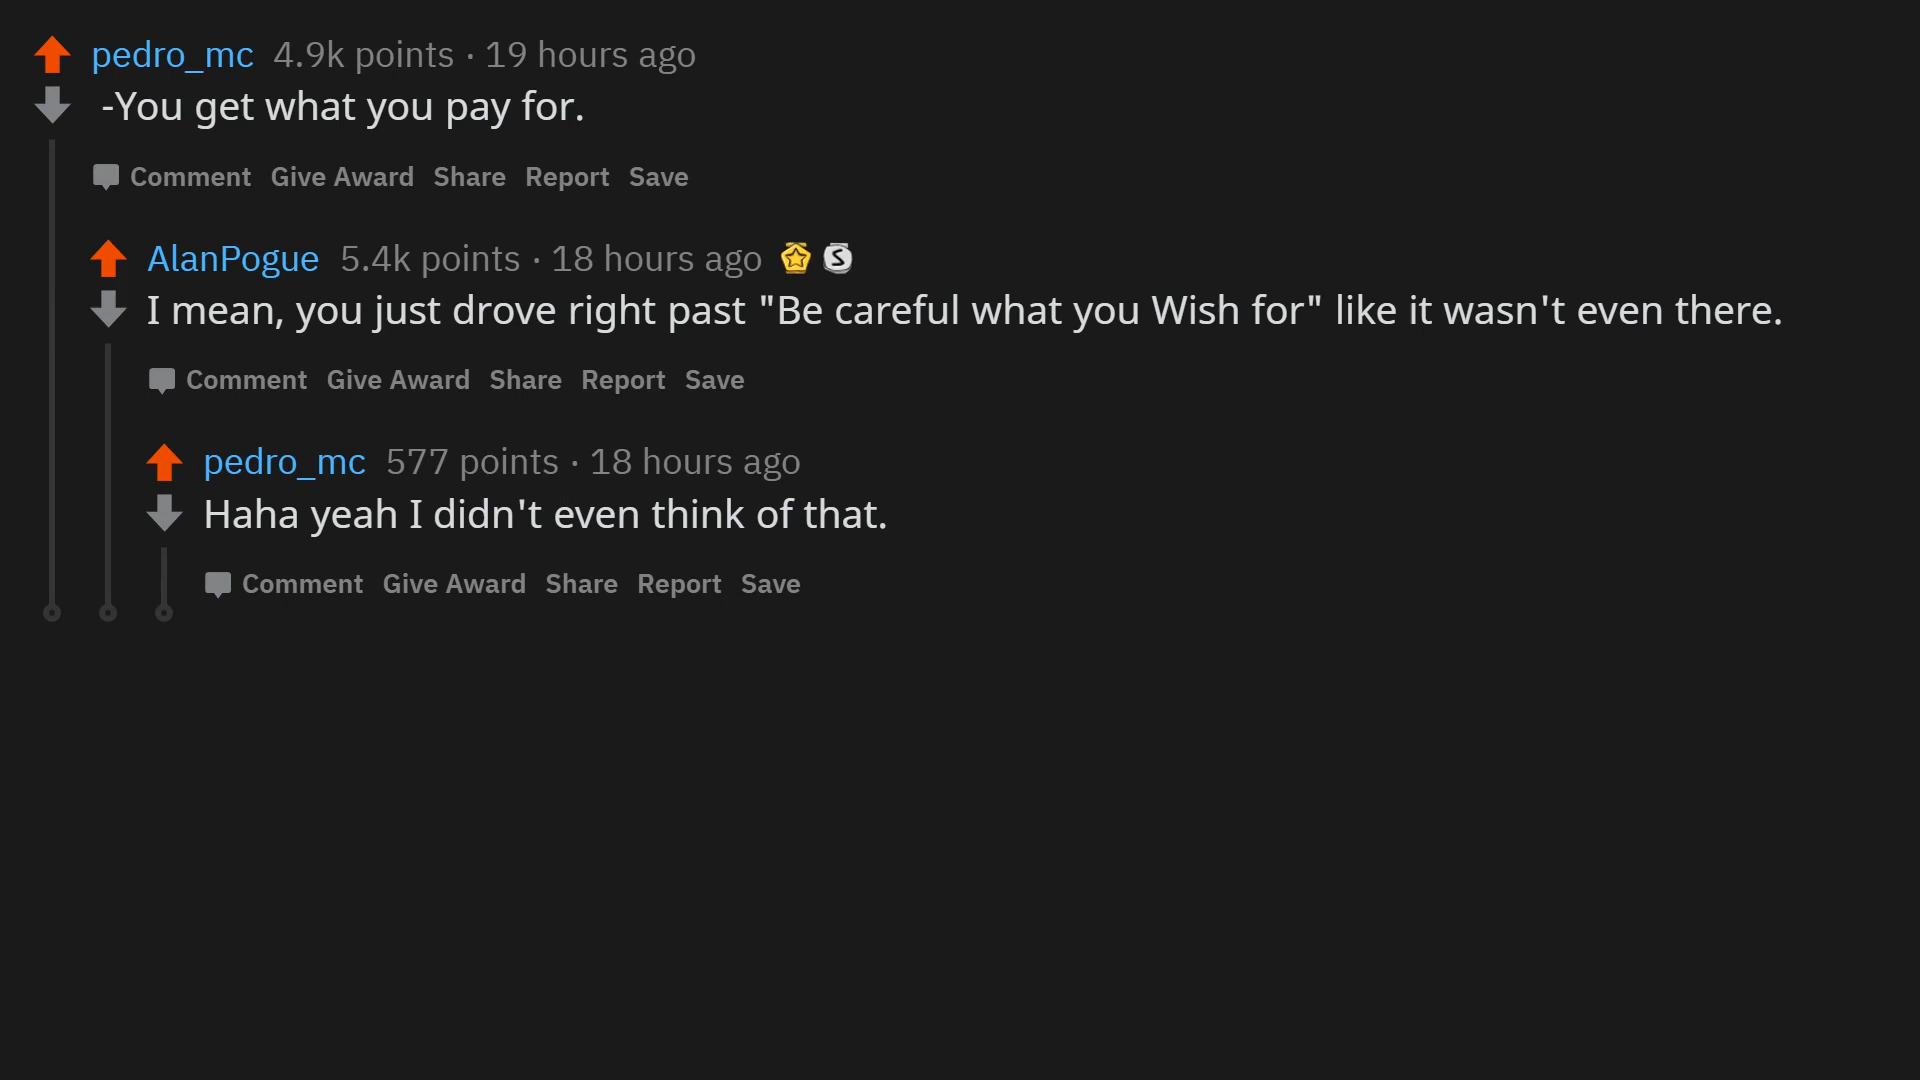 pedro_mc 4.9k points · 19 hours ago
-You get what you pay for.
Comment Give Award Share Report Save
AlanPogue 5.4k points · 18 hours ago S
I mean, you just drove right past "Be careful what you Wish for" like it wasn't even there.
Comment Give Award Share Report Save
pedro_mc 577 points · 18 hours ago
Haha yeah I didn't even think of that.
Comment Give Award Share Report Save